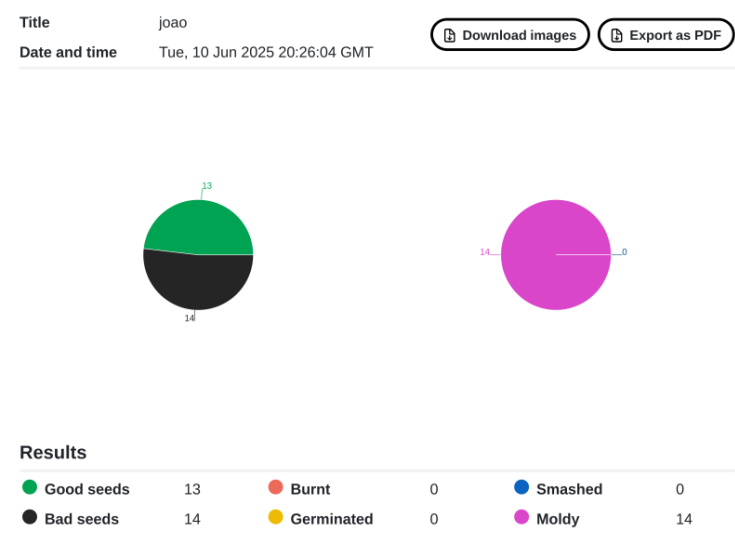 Title joao
Download images
Export as PDF
Date and time Tue, 10 Jun 2025 20:26:04 GMT
13
14
14
0
Results
Good seeds 13 Burnt 0 Smashed 0
Bad seeds 14 Germinated 0 Moldy 14